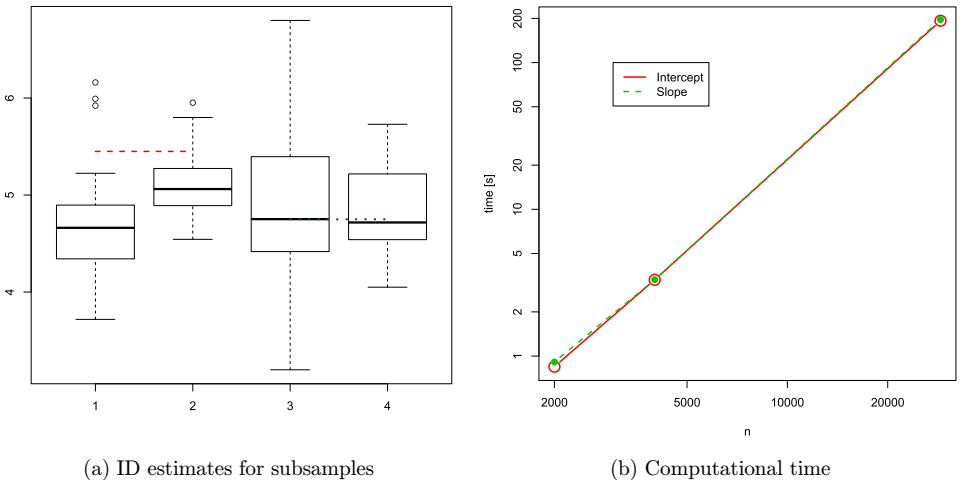 6
5
4
1 2 3 4
(a) ID estimates for subsamples
200
100
50
20
10
5
2
1
time [s]
Intercept
Slope
2000 5000 10000 20000
n
(b) Computational time